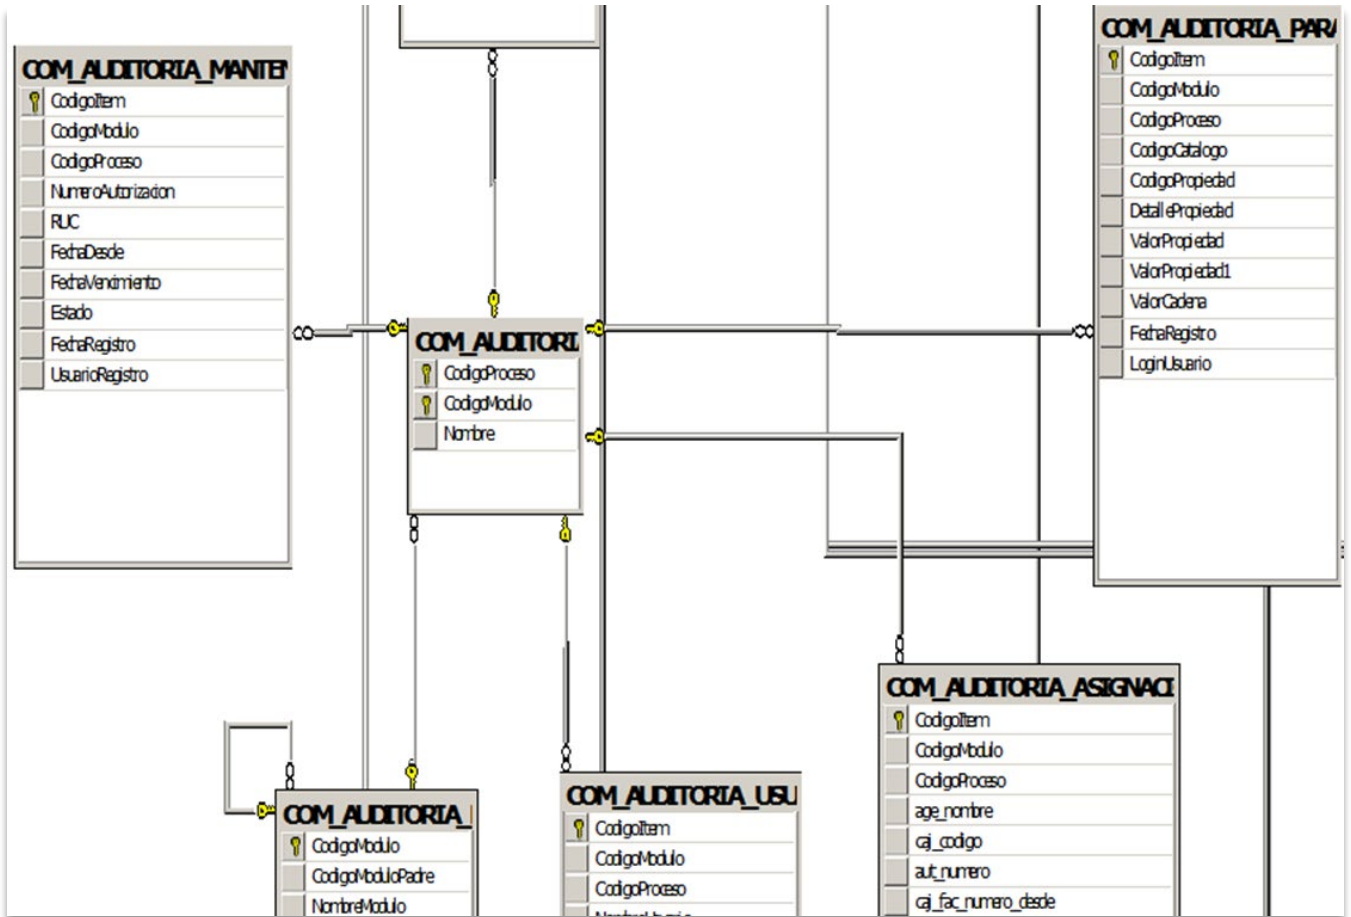 COM_AUDITORIA_MANTEN
CodigoItem
CodigoModulo
CodigoProceso
NumeroAutorizacion
RUC
FechaDesde
FechaVencimiento
Estado
FechaRegistro
UsuarioRegistro
COM_AUDITORIA_PARA
CodigoItem
CodigoModulo
CodigoProceso
CodigoCatalogo
CodigoPropiedad
DetallePropiedad
ValorPropiedad
ValorPropiedad1
ValorCadena
FechaRegistro
LoginUsuario
COM_AUDITORIA
CodigoProceso
CodigoModulo
Nombre
COM_AUDITORIA_
CodigoModulo
CodigoModuloPadre
NombreModulo
COM_AUDITORIA_USU
CodigoItem
CodigoModulo
CodigoProceso
COM_AUDITORIA_ASIGNACI
CodigoItem
CodigoModulo
CodigoProceso
age_nombre
caj_codigo
aut_numero
caj_fac_numero_desde